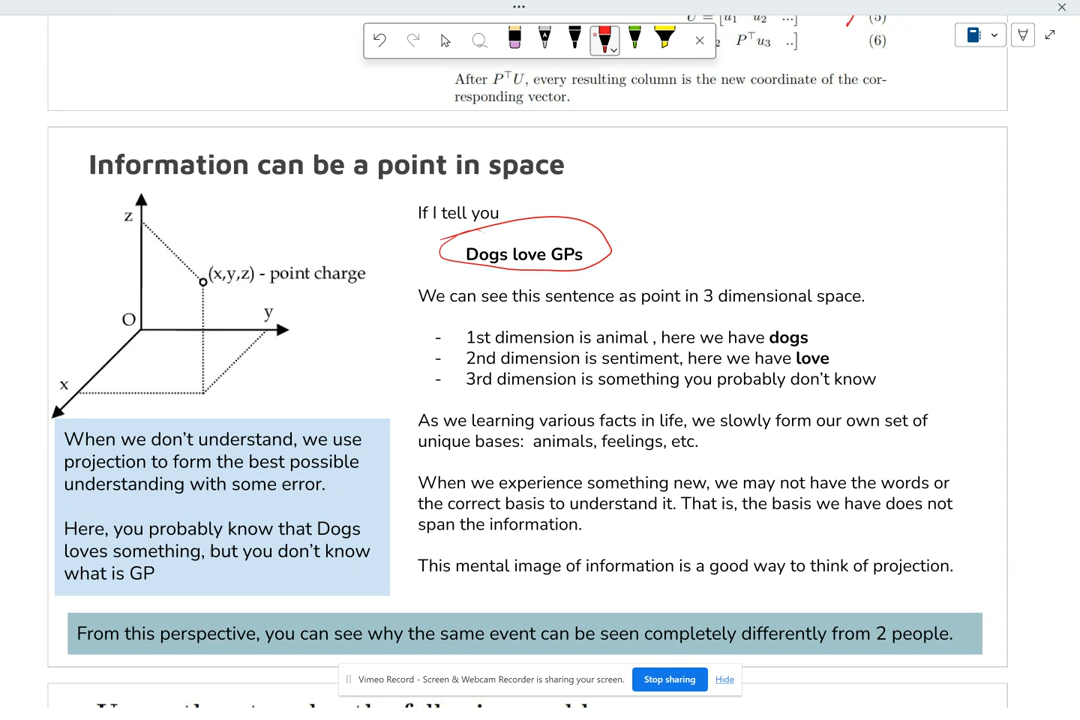 U = [u1 u2 ...] (5)
2 P⊤u3 ..] (6)
After P⊤U, every resulting column is the new coordinate of the cor-
responding vector.
Information can be a point in space
z
(x,y,z) - point charge
O
y
x
If I tell you
Dogs love GPs
We can see this sentence as point in 3 dimensional space.
- 1st dimension is animal , here we have dogs
- 2nd dimension is sentiment, here we have love
- 3rd dimension is something you probably don't know
As we learning various facts in life, we slowly form our own set of
unique bases: animals, feelings, etc.
When we experience something new, we may not have the words or
the correct basis to understand it. That is, the basis we have does not
span the information.
This mental image of information is a good way to think of projection.
When we don't understand, we use
projection to form the best possible
understanding with some error.
Here, you probably know that Dogs
loves something, but you don't know
what is GP
From this perspective, you can see why the same event can be seen completely differently from 2 people.
Vimeo Record - Screen & Webcam Recorder is sharing your screen. Stop sharing Hide